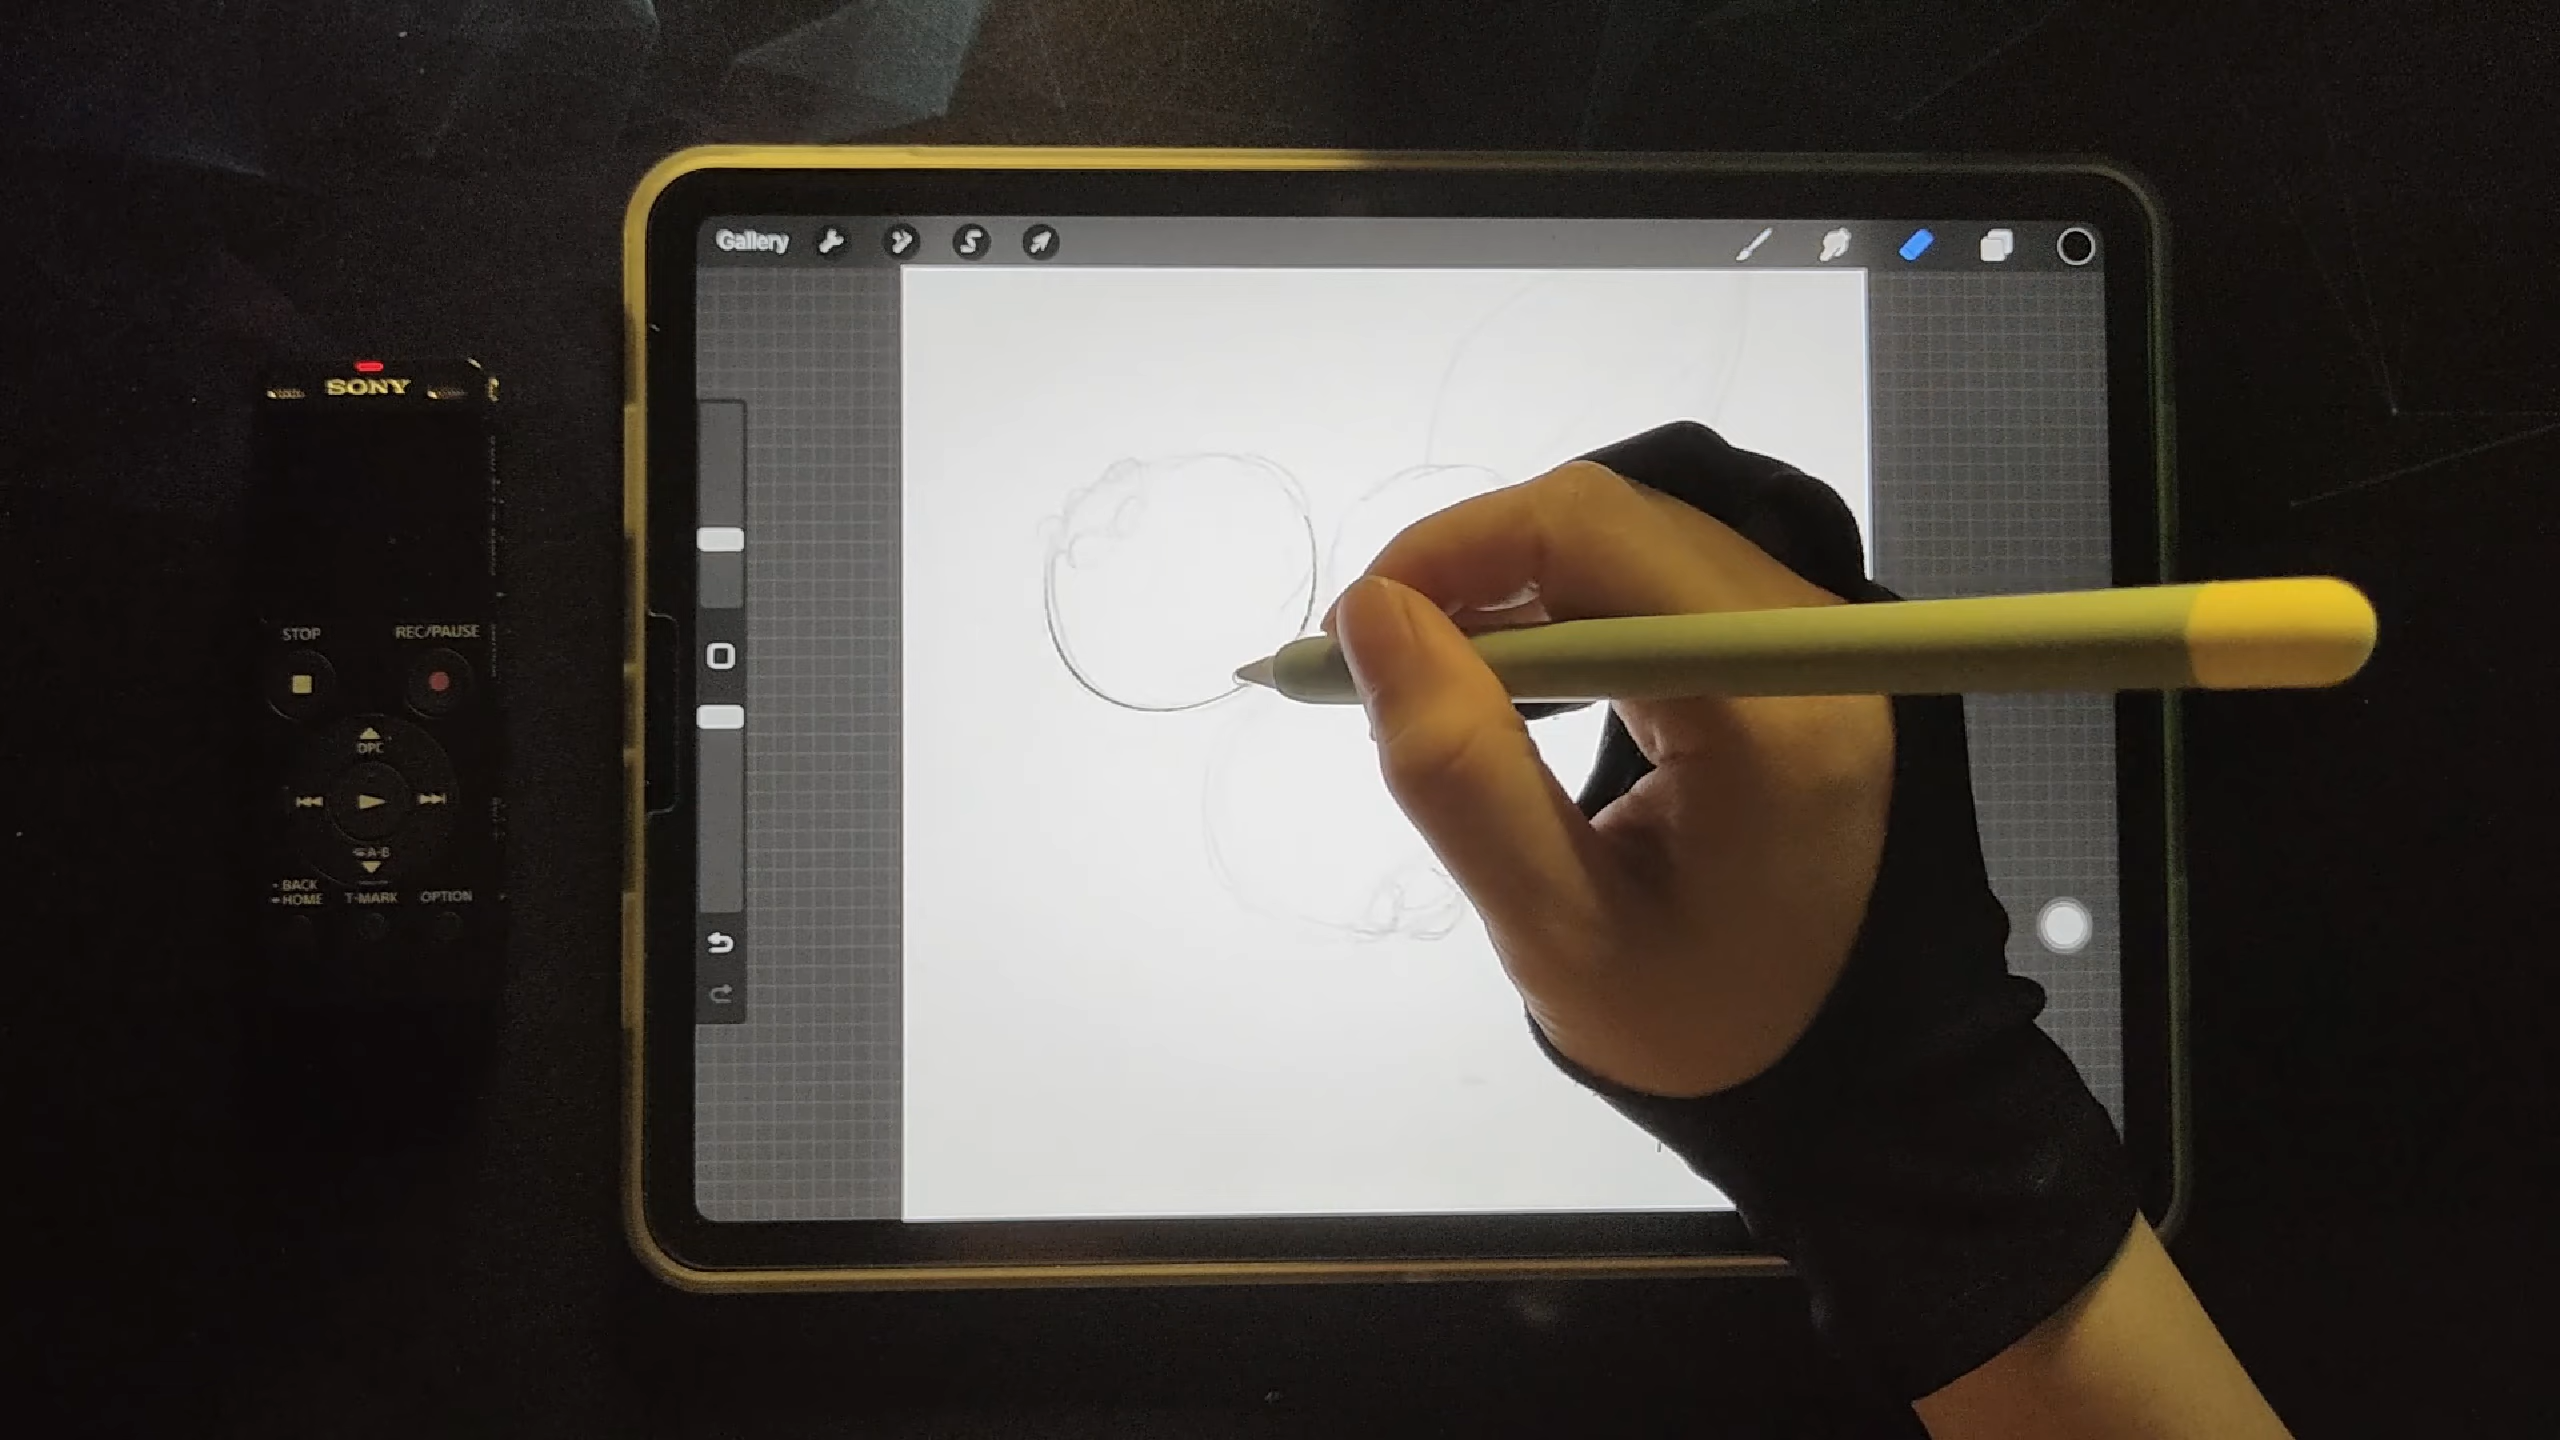 Gallery
SONY
STOP REC/PAUSE
DPC
A-B
BACK
HOME T-MARK OPTION